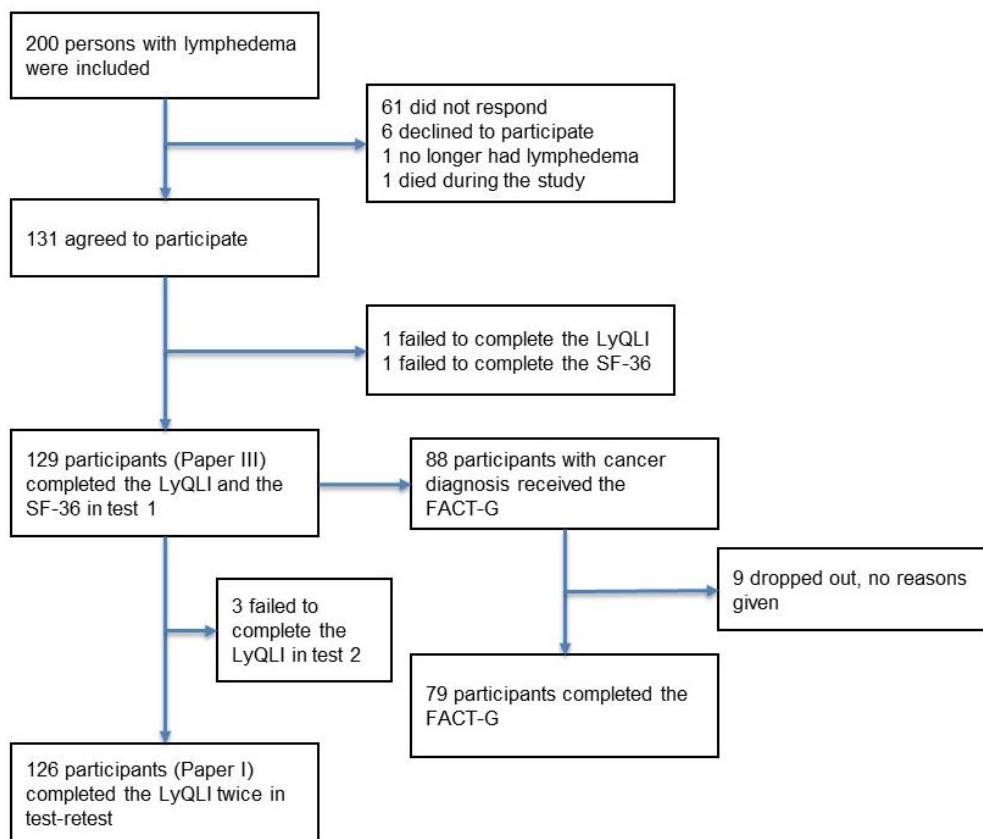 200 persons with lymphedema
were included
61 did not respond
6 declined to participate
1 no longer had lymphedema
1 died during the study
131 agreed to participate
1 failed to complete the LyQLI
1 failed to complete the SF-36
129 participants (Paper III)
completed the LyQLI and the
SF-36 in test 1
88 participants with cancer
diagnosis received the
FACT-G
9 dropped out, no reasons
given
3 failed to
complete the
LyQLI in test 2
79 participants completed the
FACT-G
126 participants (Paper I)
completed the LyQLI twice in
test-retest